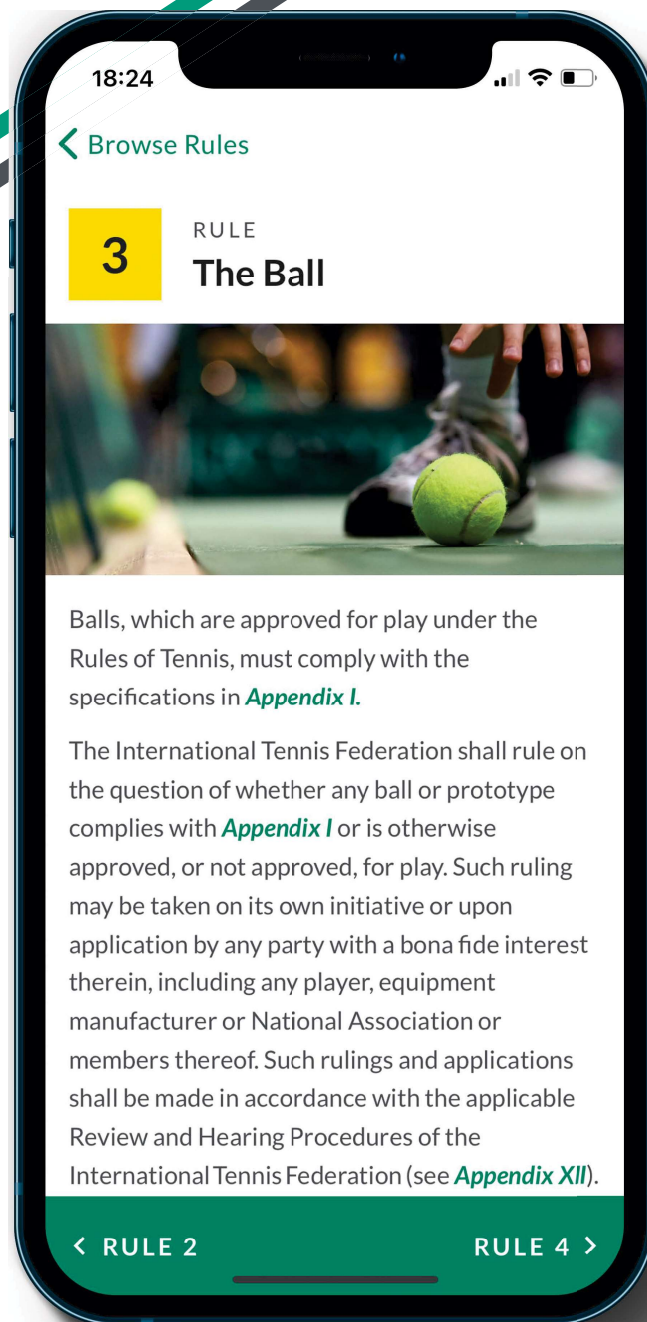 18:24
Browse Rules
3
RULE
The Ball
Balls, which are approved for play under the
Rules of Tennis, must comply with the
specifications in Appendix I.
The International Tennis Federation shall rule on
the question of whether any ball or prototype
complies with Appendix I or is otherwise
approved, or not approved, for play. Such ruling
may be taken on its own initiative or upon
application by any party with a bona fide interest
therein, including any player, equipment
manufacturer or National Association or
members thereof. Such rulings and applications
shall be made in accordance with the applicable
Review and Hearing Procedures of the
International Tennis Federation (see Appendix XII).
RULE 2
RULE 4